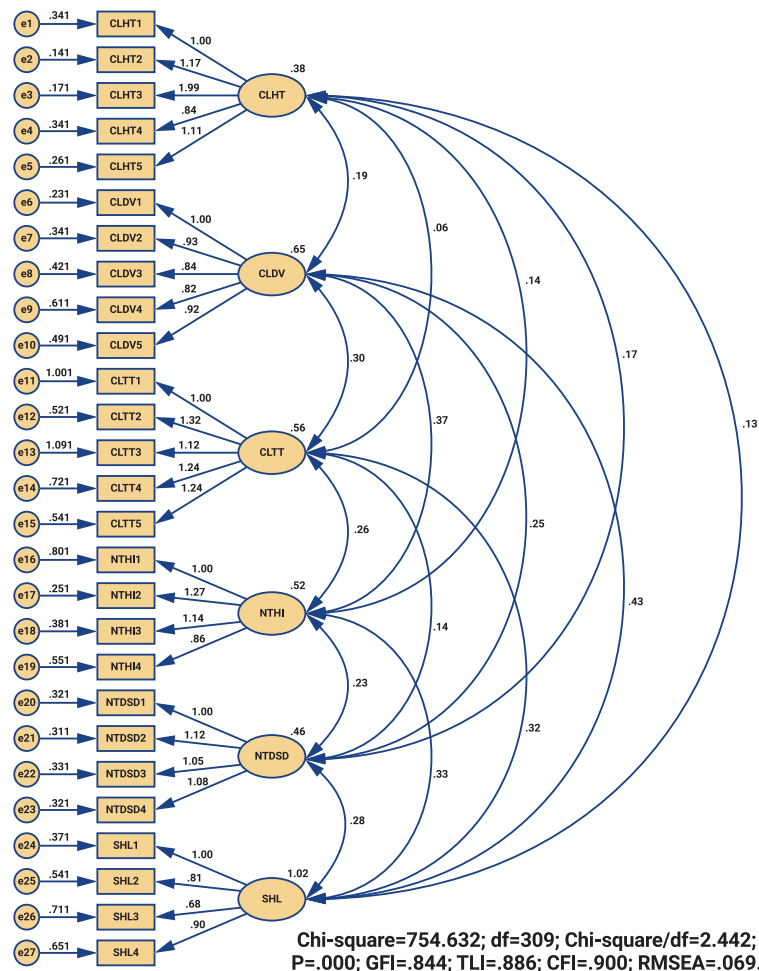 e1 .341 CLHT1 1.00
e2 .141 CLHT2 1.17
.38
e3 .171 CLHT3 1.99 CLHT
e4 .341 CLHT4 .84
1.11
e5 .261 CLHT5
.19
e6 .231 CLDV1 1.00
.06
e7 .341 CLDV2 .93
.65
e8 .421 CLDV3 .84 CLDV
.14
e9 .611 CLDV4 .82
.92
e10 .491 CLDV5
.30
.17
e11 1.001 CLTT1 1.00
e12 .521 CLTT2 1.32
.37
.13
.56
e13 1.091 CLTT3 1.12 CLTT
e14 .721 CLTT4 1.24
1.24
e15 .541 CLTT5
.26
.25
e16 .801 NTHI1 1.00
.52
e17 .251 NTHI2 1.27
.43
NTHI
e18 .381 NTHI3 1.14
.14
e19 .551 NTHI4 .86
.23
e20 .321 NTDSD1 1.00
.32
e21 .311 NTDSD2 1.12
.46
NTDSD
e22 .331 NTDSD3 1.05
.33
1.08
e23 .321 NTDSD4
.28
e24 .371 SHL1 1.00
1.02
e25 .541 SHL2 .81
SHL
e26 .711 SHL3 .68
e27 .651 SHL4 .90
Chi-square=754.632; df=309; Chi-square/df=2.442;
P=.000; GFI=.844; TLI=.886; CFI=.900; RMSEA=.069.